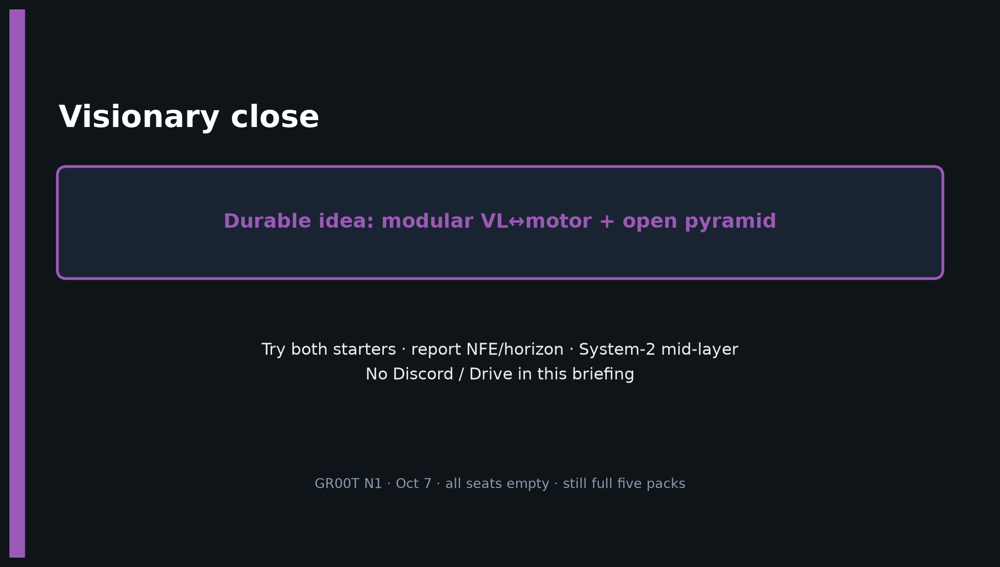 Visionary close
Durable idea: modular VL↔motor + open pyramid
Try both starters · report NFE/horizon · System-2 mid-layer
No Discord / Drive in this briefing
GR00T N1 · Oct 7 · all seats empty · still full five packs